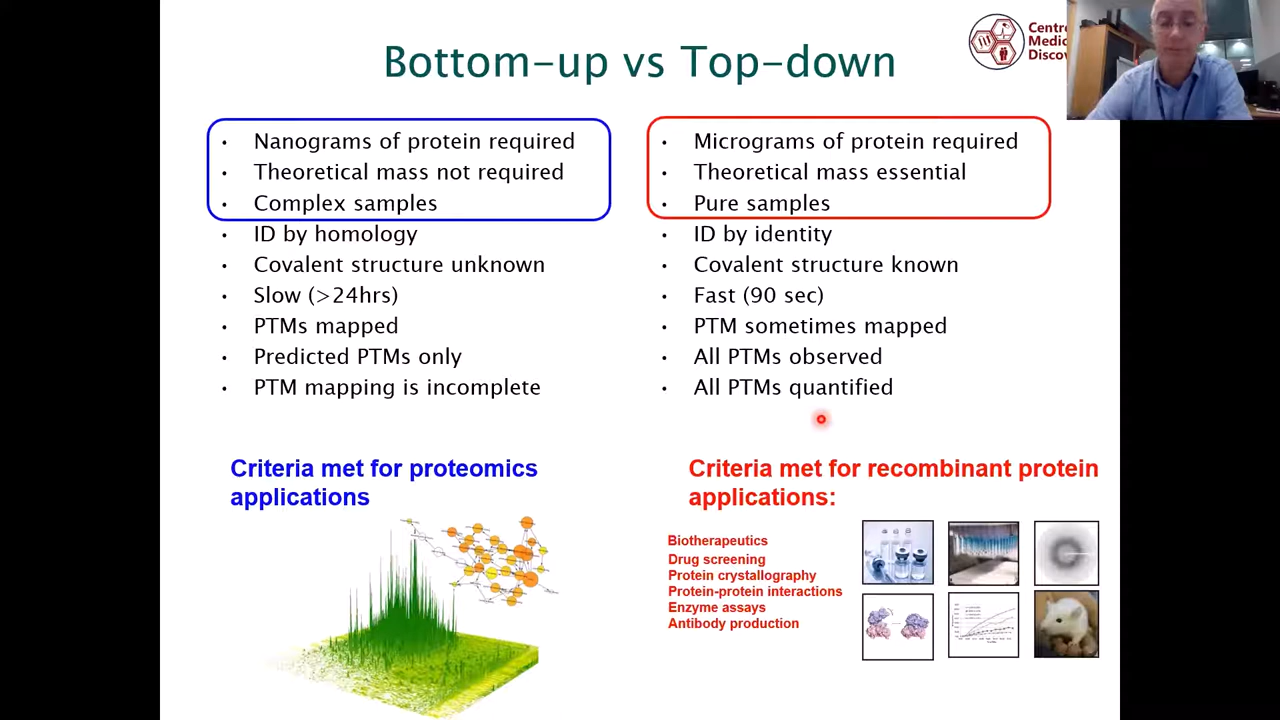 Bottom-up vs Top-down
Centre
Medic
Disco
• Nanograms of protein required
• Theoretical mass not required
• Complex samples
• ID by homology
• Covalent structure unknown
• Slow (>24hrs)
• PTMs mapped
• Predicted PTMs only
• PTM mapping is incomplete
• Micrograms of protein required
• Theoretical mass essential
• Pure samples
• ID by identity
• Covalent structure known
• Fast (90 sec)
• PTM sometimes mapped
• All PTMs observed
• All PTMs quantified
Criteria met for proteomics
applications
Criteria met for recombinant protein
applications:
Biotherapeutics
Drug screening
Protein crystallography
Protein-protein interactions
Enzyme assays
Antibody production